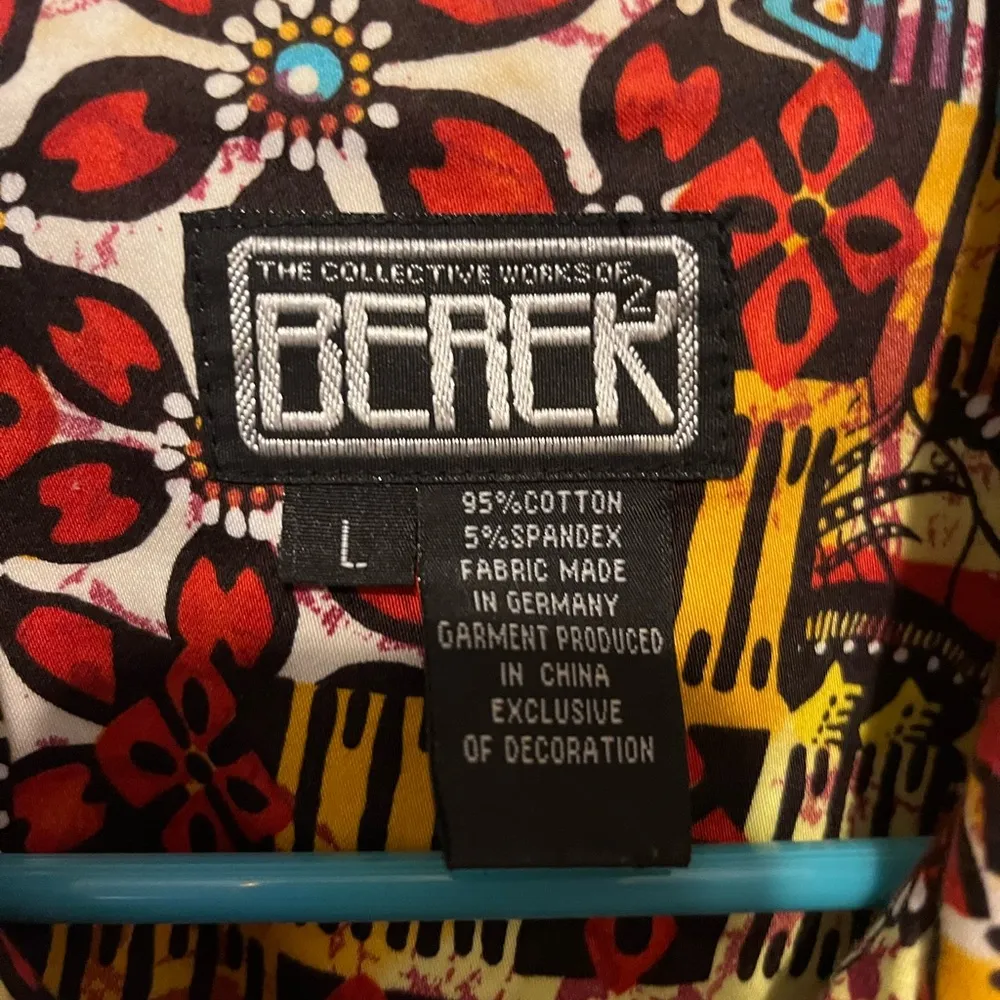 THE COLLECTIVE WORKS OF
BEREK 2
L
95%COTTON
5%SPANDEX
FABRIC MADE
IN GERMANY
GARMENT PRODUCED
IN CHINA
EXCLUSIVE
OF DECORATION